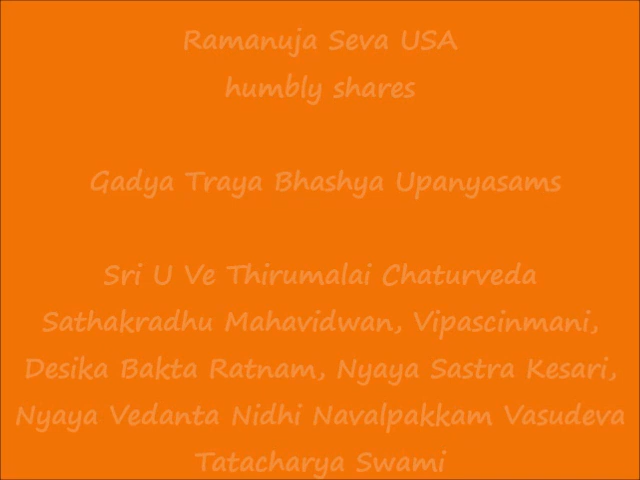 Ramanuja Seva USA
humbly shares
Gadya Traya Bhashya Upanyasams
Sri U Ve Thirumalai Chaturveda
Sathakradhu Mahavidwan, Vipascinmani,
Desika Bakta Ratnam, Nyaya Sastra Kesari,
Nyaya Vedanta Nidhi Navalpakkam Vasudeva
Tatacharya Swami